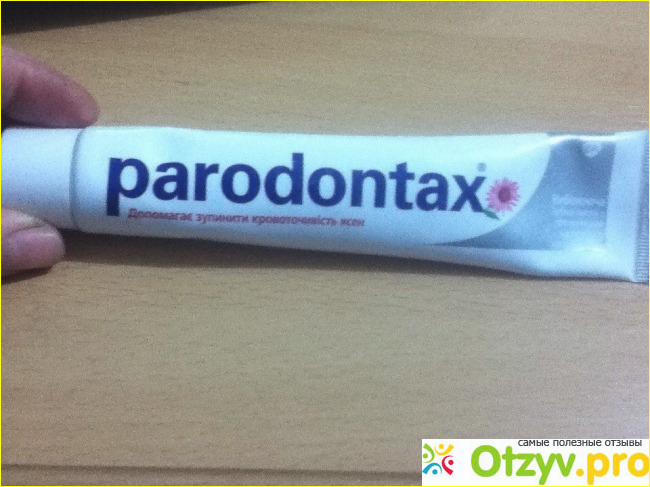 parodontax®
Допомагає зупинити кровоточивість ясен
самые полезные отзывы
Otzyv.pro